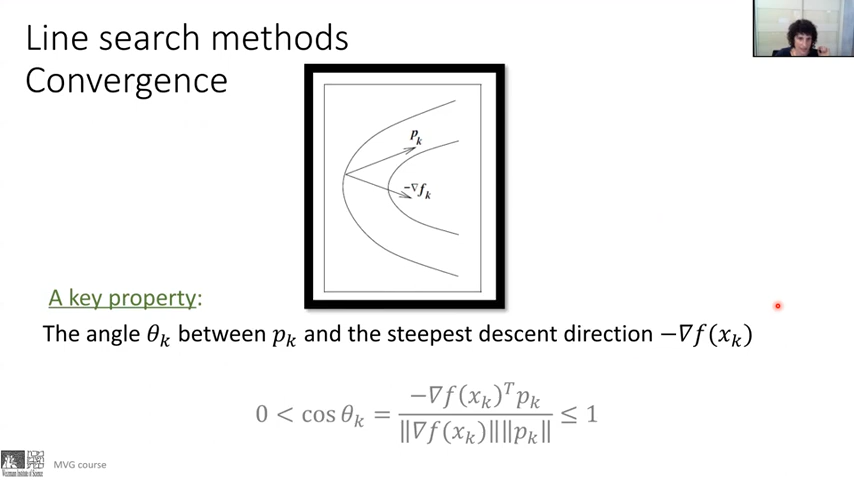 Line search methods
Convergence
p_k
-∇f_k
A key property:
The angle θ_k between p_k and the steepest descent direction −∇f(x_k)
0 < cos θ_k = \frac{−∇f(x_k)^T p_k}{‖∇f(x_k)‖‖p_k‖} ≤ 1
MVG course